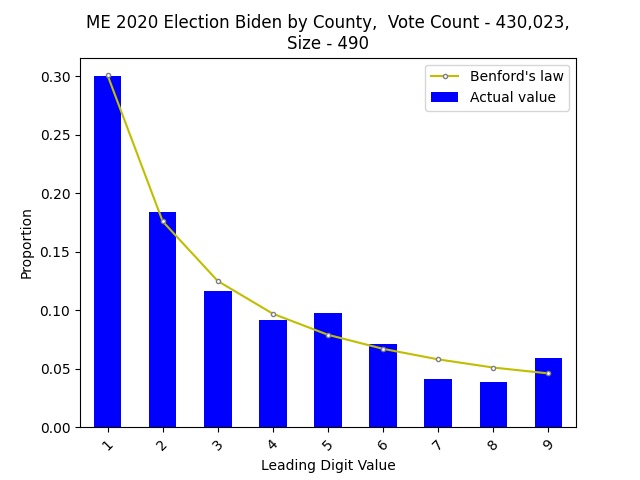 ME 2020 Election Biden by County,  Vote Count - 430,023,
Size - 490
Benford's law
Actual value
Proportion
0.30
0.25
0.20
0.15
0.10
0.05
0.00
1 2 3 4 5 6 7 8 9
Leading Digit Value